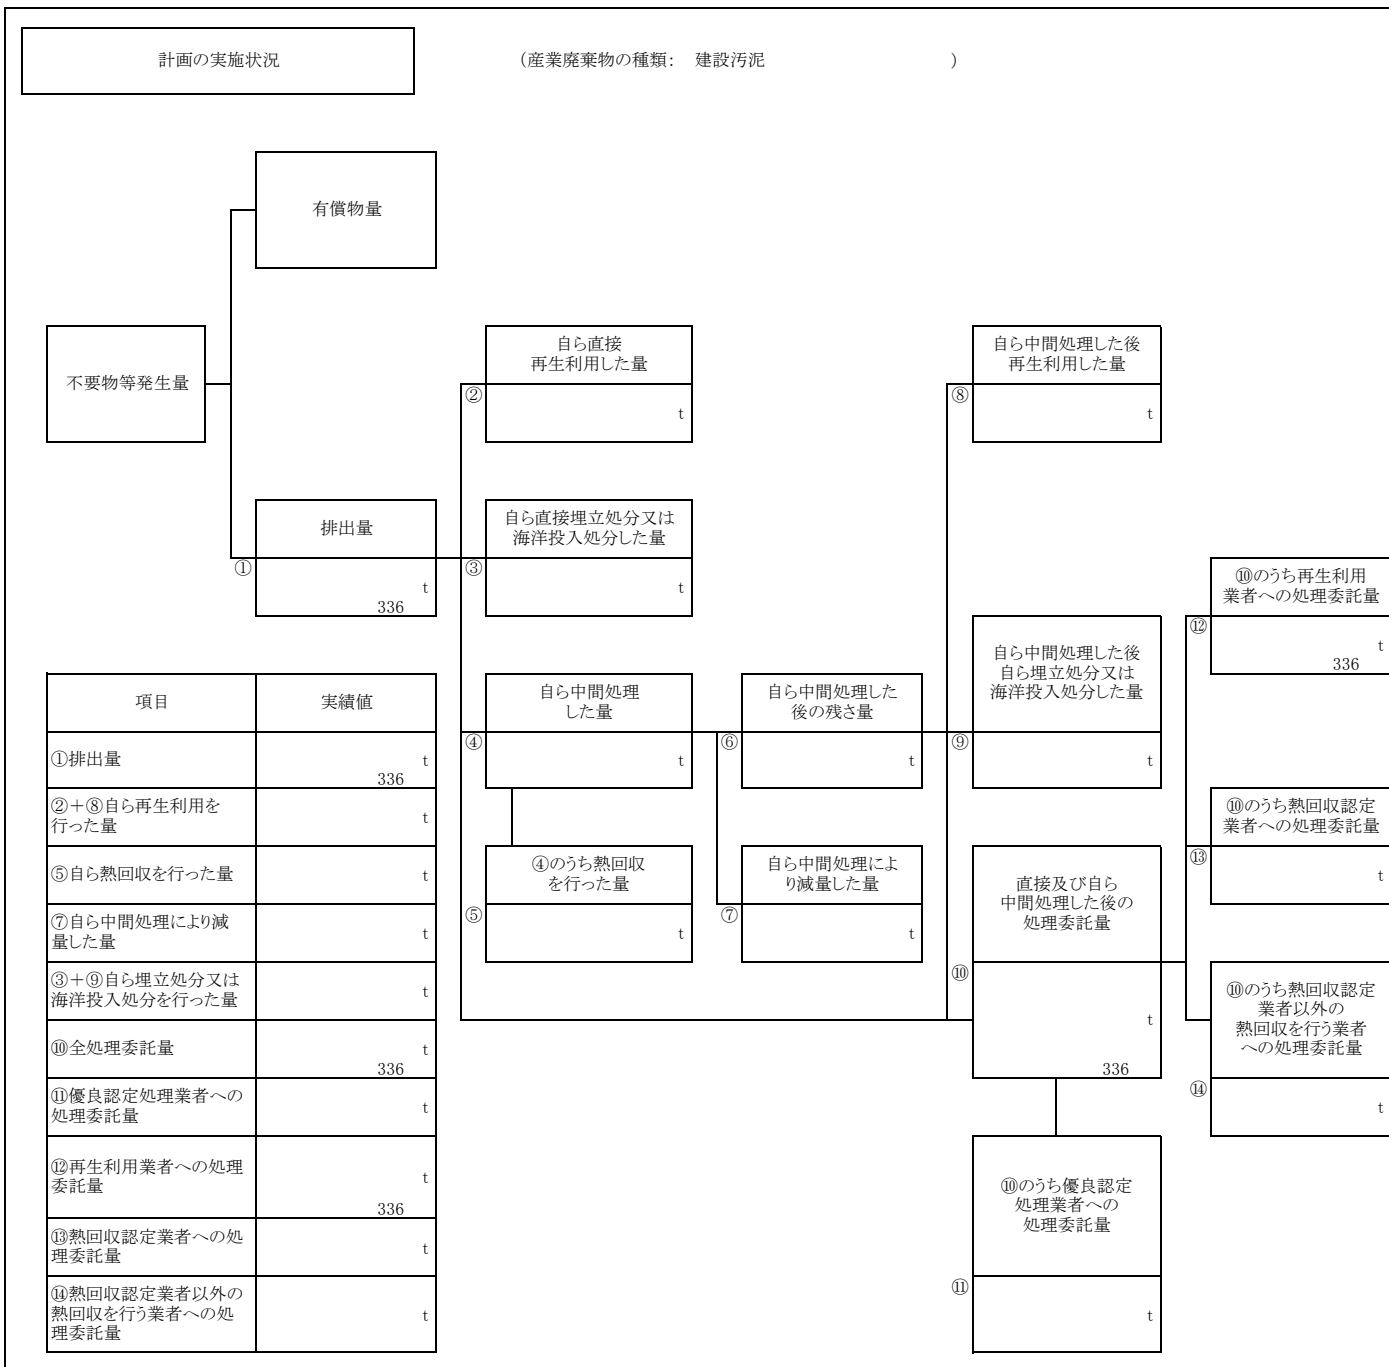 計画の実施状況
(産業廃棄物の種類: 建設汚泥 )
有償物量
不要物等発生量
自ら直接
再生利用した量
②
t
自ら中間処理した後
再生利用した量
⑧
t
排出量
①
t
336
自ら直接埋立処分又は
海洋投入処分した量
③
t
⑩のうち再生利用
業者への処理委託量
⑫
t
336
自ら中間処理した後
自ら埋立処分又は
海洋投入処分した量
⑨
t
自ら中間処理
した量
④
t
自ら中間処理した
後の残さ量
⑥
t
④のうち熱回収
を行った量
⑤
t
自ら中間処理によ
り減量した量
⑦
t
直接及び自ら
中間処理した後の
処理委託量
⑩
t
336
⑩のうち熱回収認定
業者への処理委託量
⑬
t
⑩のうち熱回収認定
業者以外の
熱回収を行う業者
への処理委託量
⑭
t
⑩のうち優良認定
処理業者への
処理委託量
⑪
t
項目 実績値
①排出量 t
336
②+⑧自ら再生利用を
行った量 t
⑤自ら熱回収を行った量 t
⑦自ら中間処理により減
量した量 t
③+⑨自ら埋立処分又は
海洋投入処分を行った量 t
⑩全処理委託量 t
336
⑪優良認定処理業者への
処理委託量 t
⑫再生利用業者への処理
委託量 t
336
⑬熱回収認定業者への処
理委託量 t
⑭熱回収認定業者以外の
熱回収を行う業者への処
理委託量 t